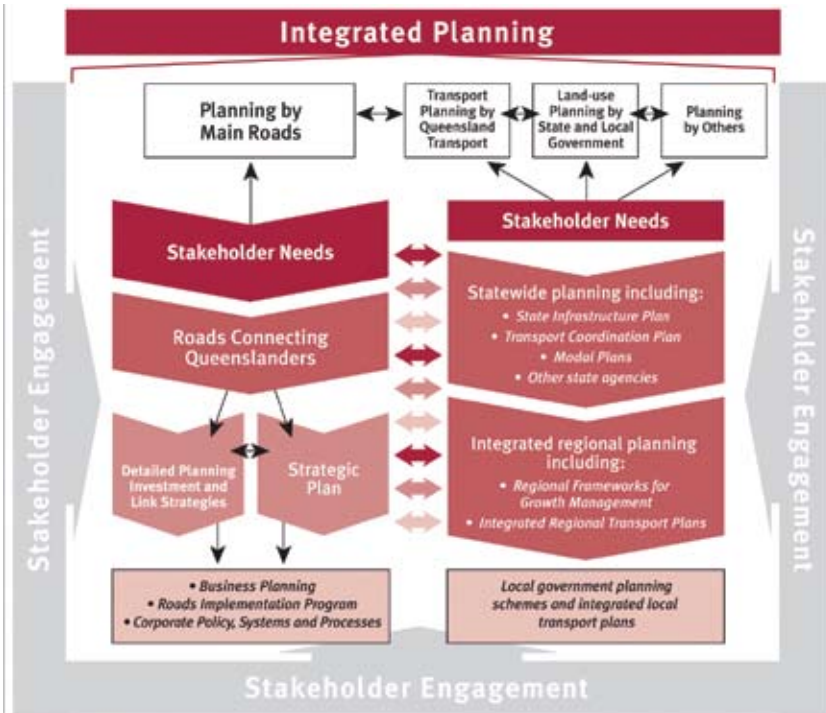 Integrated Planning
Planning by
Main Roads
Transport
Planning by
Queensland
Transport
Land-use
Planning by
State and Local
Government
Planning
by Others
Stakeholder Needs
Stakeholder Needs
Roads Connecting
Queenslanders
Statewide planning including:
• State Infrastructure Plan
• Transport Coordination Plan
• Modal Plans
• Other state agencies
Detailed Planning
Investment and
Link Strategies
Strategic
Plan
Integrated regional planning
including:
• Regional Frameworks for
Growth Management
• Integrated Regional Transport Plans
• Business Planning
• Roads Implementation Program
• Corporate Policy, Systems and Processes
Local government planning
schemes and integrated local
transport plans
Stakeholder Engagement
Stakeholder Engagement
Stakeholder Engagement